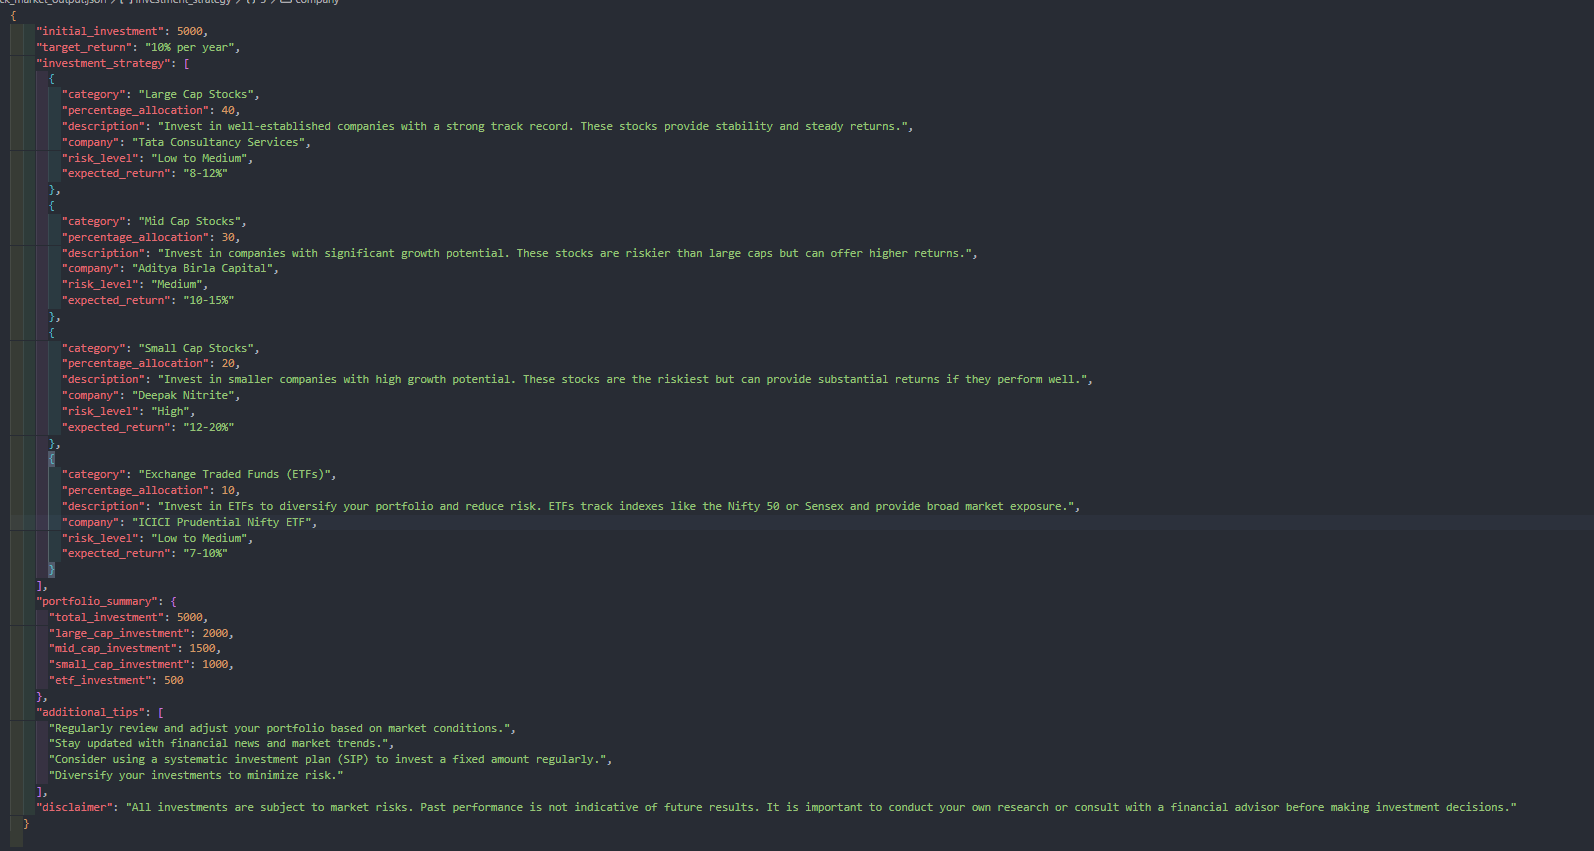 ck_market_output.json > [ ] investment_strategy > {} 3 > company
{
"initial_investment": 5000,
"target_return": "10% per year",
"investment_strategy": [
{
"category": "Large Cap Stocks",
"percentage_allocation": 40,
"description": "Invest in well-established companies with a strong track record. These stocks provide stability and steady returns.",
"company": "Tata Consultancy Services",
"risk_level": "Low to Medium",
"expected_return": "8-12%"
},
{
"category": "Mid Cap Stocks",
"percentage_allocation": 30,
"description": "Invest in companies with significant growth potential. These stocks are riskier than large caps but can offer higher returns.",
"company": "Aditya Birla Capital",
"risk_level": "Medium",
"expected_return": "10-15%"
},
{
"category": "Small Cap Stocks",
"percentage_allocation": 20,
"description": "Invest in smaller companies with high growth potential. These stocks are the riskiest but can provide substantial returns if they perform well.",
"company": "Deepak Nitrite",
"risk_level": "High",
"expected_return": "12-20%"
},
{
"category": "Exchange Traded Funds (ETFs)",
"percentage_allocation": 10,
"description": "Invest in ETFs to diversify your portfolio and reduce risk. ETFs track indexes like the Nifty 50 or Sensex and provide broad market exposure.",
"company": "ICICI Prudential Nifty ETF",
"risk_level": "Low to Medium",
"expected_return": "7-10%"
}
],
"portfolio_summary": {
"total_investment": 5000,
"large_cap_investment": 2000,
"mid_cap_investment": 1500,
"small_cap_investment": 1000,
"etf_investment": 500
},
"additional_tips": [
"Regularly review and adjust your portfolio based on market conditions.",
"Stay updated with financial news and market trends.",
"Consider using a systematic investment plan (SIP) to invest a fixed amount regularly.",
"Diversify your investments to minimize risk."
],
"disclaimer": "All investments are subject to market risks. Past performance is not indicative of future results. It is important to conduct your own research or consult with a financial advisor before making investment decisions."
}